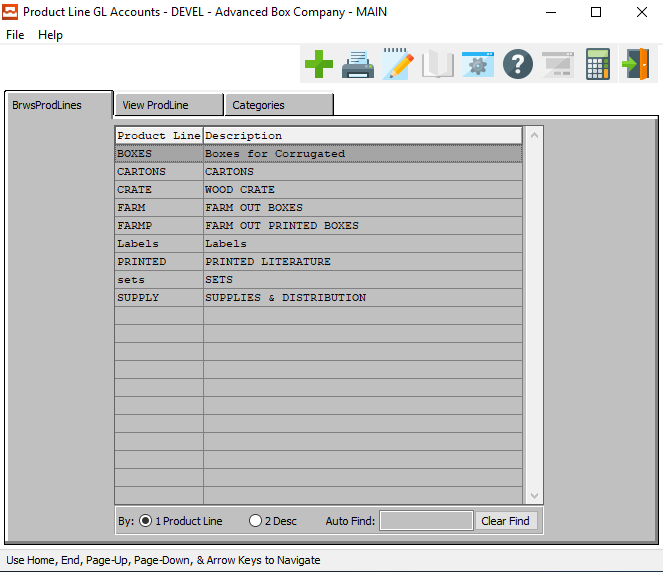 Product Line GL Accounts - DEVEL - Advanced Box Company - MAIN
File Help
BrwsProdLines View ProdLine Categories
Product Line Description
BOXES Boxes for Corrugated
CARTONS CARTONS
CRATE WOOD CRATE
FARM FARM OUT BOXES
FARMP FARM OUT PRINTED BOXES
Labels Labels
PRINTED PRINTED LITERATURE
sets SETS
SUPPLY SUPPLIES & DISTRIBUTION
By: 1 Product Line 2 Desc Auto Find: Clear Find
Use Home, End, Page-Up, Page-Down, & Arrow Keys to Navigate